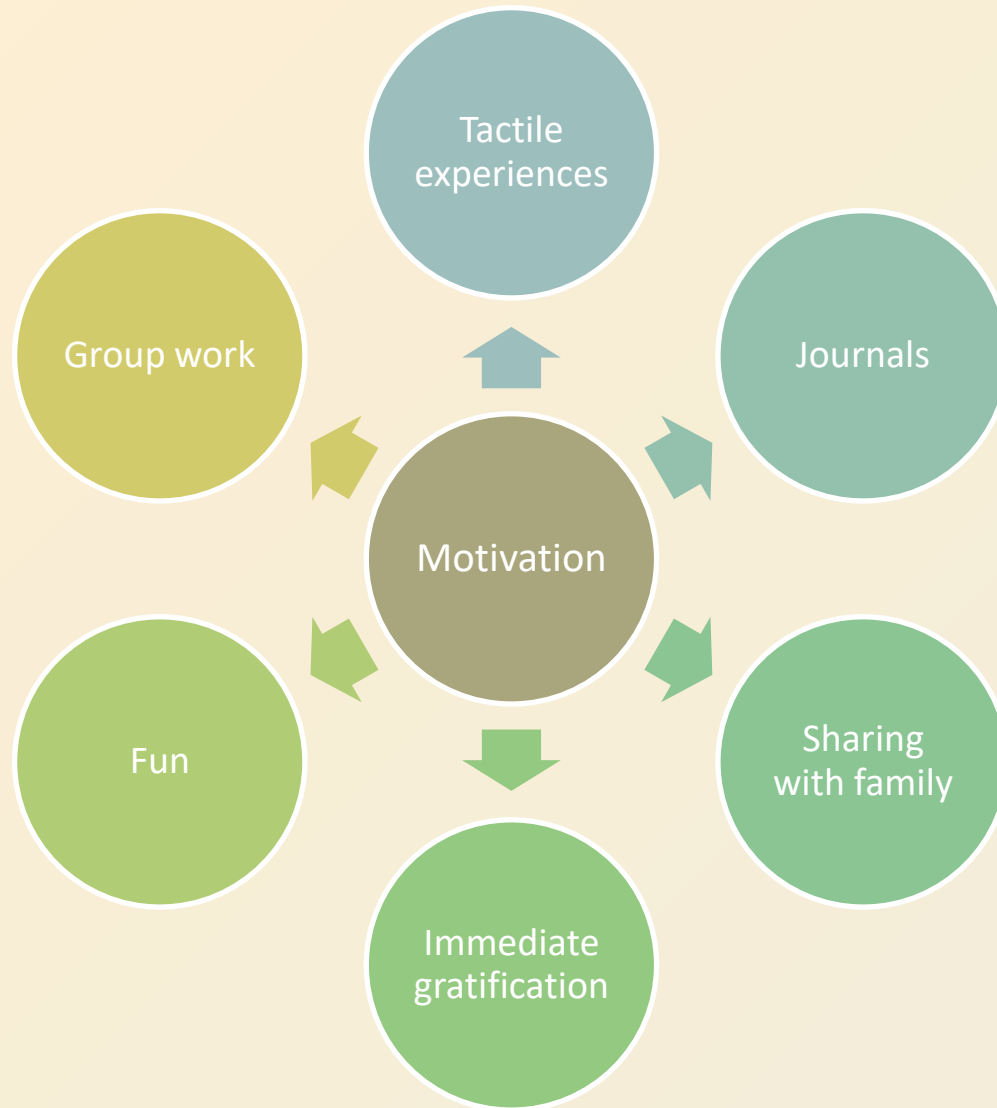 Tactile
experiences
Group work
Journals
Motivation
Fun
Sharing
with family
Immediate
gratification